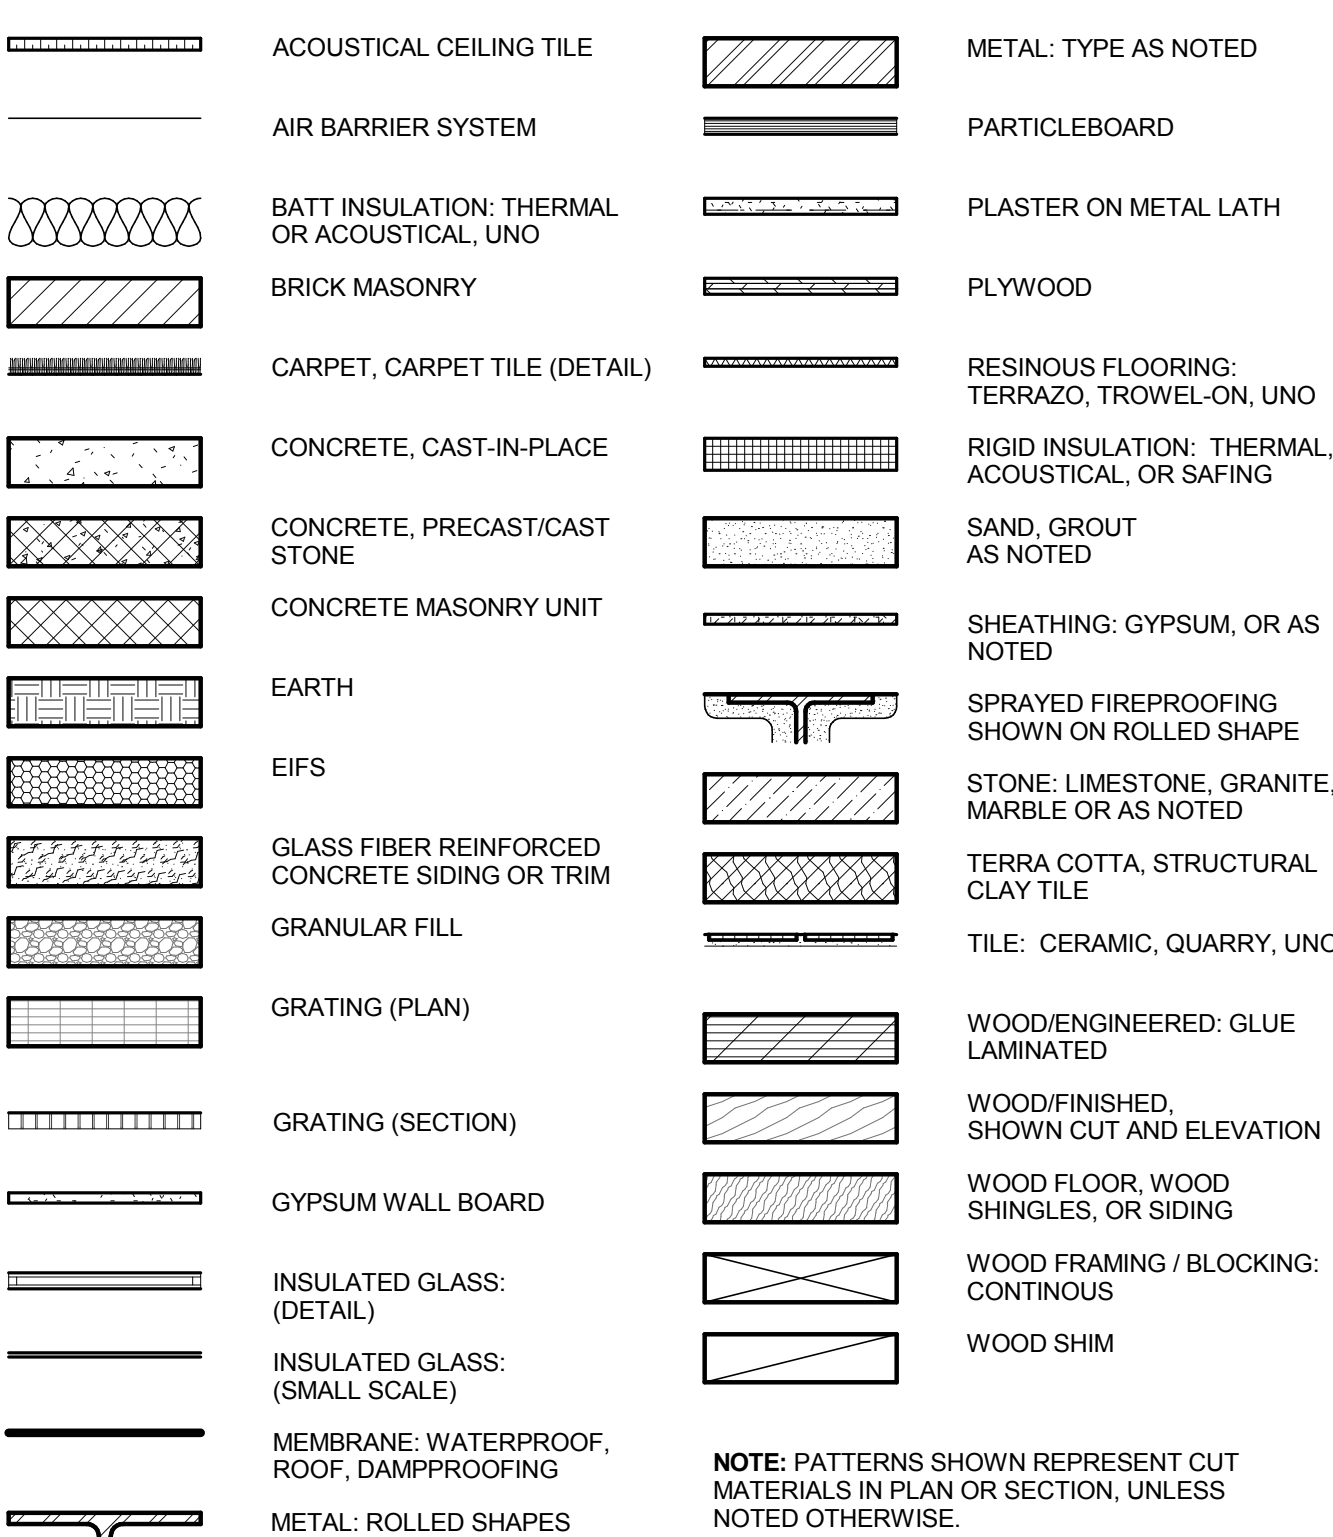 ACOUSTICAL CEILING TILE
AIR BARRIER SYSTEM
BATT INSULATION: THERMAL
OR ACOUSTICAL, UNO
BRICK MASONRY
CARPET, CARPET TILE (DETAIL)
CONCRETE, CAST-IN-PLACE
CONCRETE, PRECAST/CAST
STONE
CONCRETE MASONRY UNIT
EARTH
EIFS
GLASS FIBER REINFORCED
CONCRETE SIDING OR TRIM
GRANULAR FILL
GRATING (PLAN)
GRATING (SECTION)
GYPSUM WALL BOARD
INSULATED GLASS:
(DETAIL)
INSULATED GLASS:
(SMALL SCALE)
MEMBRANE: WATERPROOF,
ROOF, DAMPPROOFING
METAL: ROLLED SHAPES
METAL: TYPE AS NOTED
PARTICLEBOARD
PLASTER ON METAL LATH
PLYWOOD
RESINOUS FLOORING:
TERRAZO, TROWEL-ON, UNO
RIGID INSULATION: THERMAL,
ACOUSTICAL, OR SAFING
SAND, GROUT
AS NOTED
SHEATHING: GYPSUM, OR AS
NOTED
SPRAYED FIREPROOFING
SHOWN ON ROLLED SHAPE
STONE: LIMESTONE, GRANITE,
MARBLE OR AS NOTED
TERRA COTTA, STRUCTURAL
CLAY TILE
TILE: CERAMIC, QUARRY, UNO
WOOD/ENGINEERED: GLUE
LAMINATED
WOOD/FINISHED,
SHOWN CUT AND ELEVATION
WOOD FLOOR, WOOD
SHINGLES, OR SIDING
WOOD FRAMING / BLOCKING:
CONTINOUS
WOOD SHIM
NOTE: PATTERNS SHOWN REPRESENT CUT
MATERIALS IN PLAN OR SECTION, UNLESS
NOTED OTHERWISE.